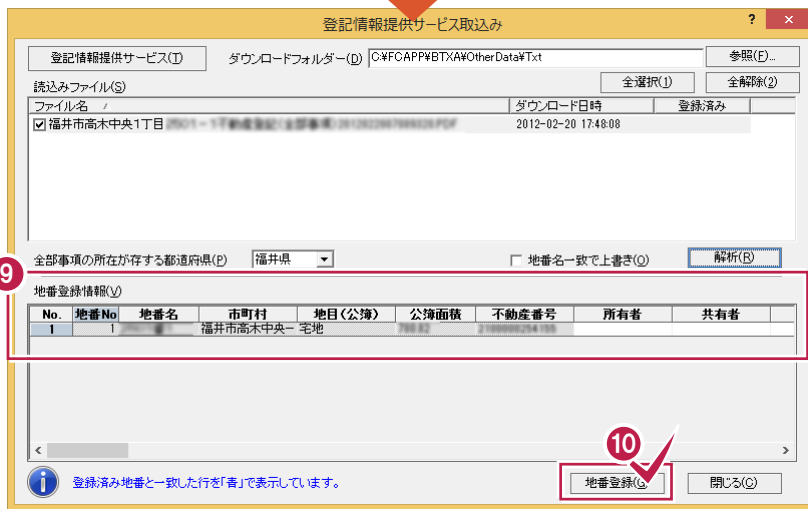 登記情報提供サービス取込み ? ×
登記情報提供サービス(T) ダウンロードフォルダー(D) C:¥FCAPP¥BTXA¥OtherData¥Txt 参照(F)...
読込みファイル(S) 全選択(1) 全解除(2)
ファイル名 ダウンロード日時 登録済み
福井市高木中央1丁目 2012-02-20 17:48:08
全部事項の所在が存する都道府県(P) 福井県 地番名一致で上書き(O) 解析(R)
9
地番登録情報(V)
No. 地番No 地番名 市町村 地目(公簿) 公簿面積 不動産番号 所有者 共有者
1 1 福井市高木中央一 宅地
10
登録済み地番と一致した行を「青」で表示しています。 地番登録( 閉じる(C)